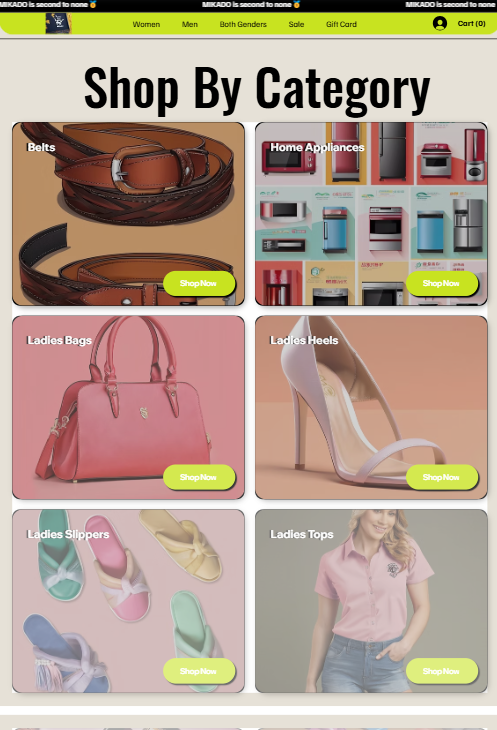 MIKADO is second to none🥇 MIKADO is second to none🥇 MIKADO is second to none
Women Men Both Genders Sale Gift Card Cart (0)
Shop By Category
Belts
Shop Now
Home Appliances
Shop Now
Ladies Bags
Shop Now
Ladies Heels
Shop Now
Ladies Slippers
Shop Now
Ladies Tops
Shop Now